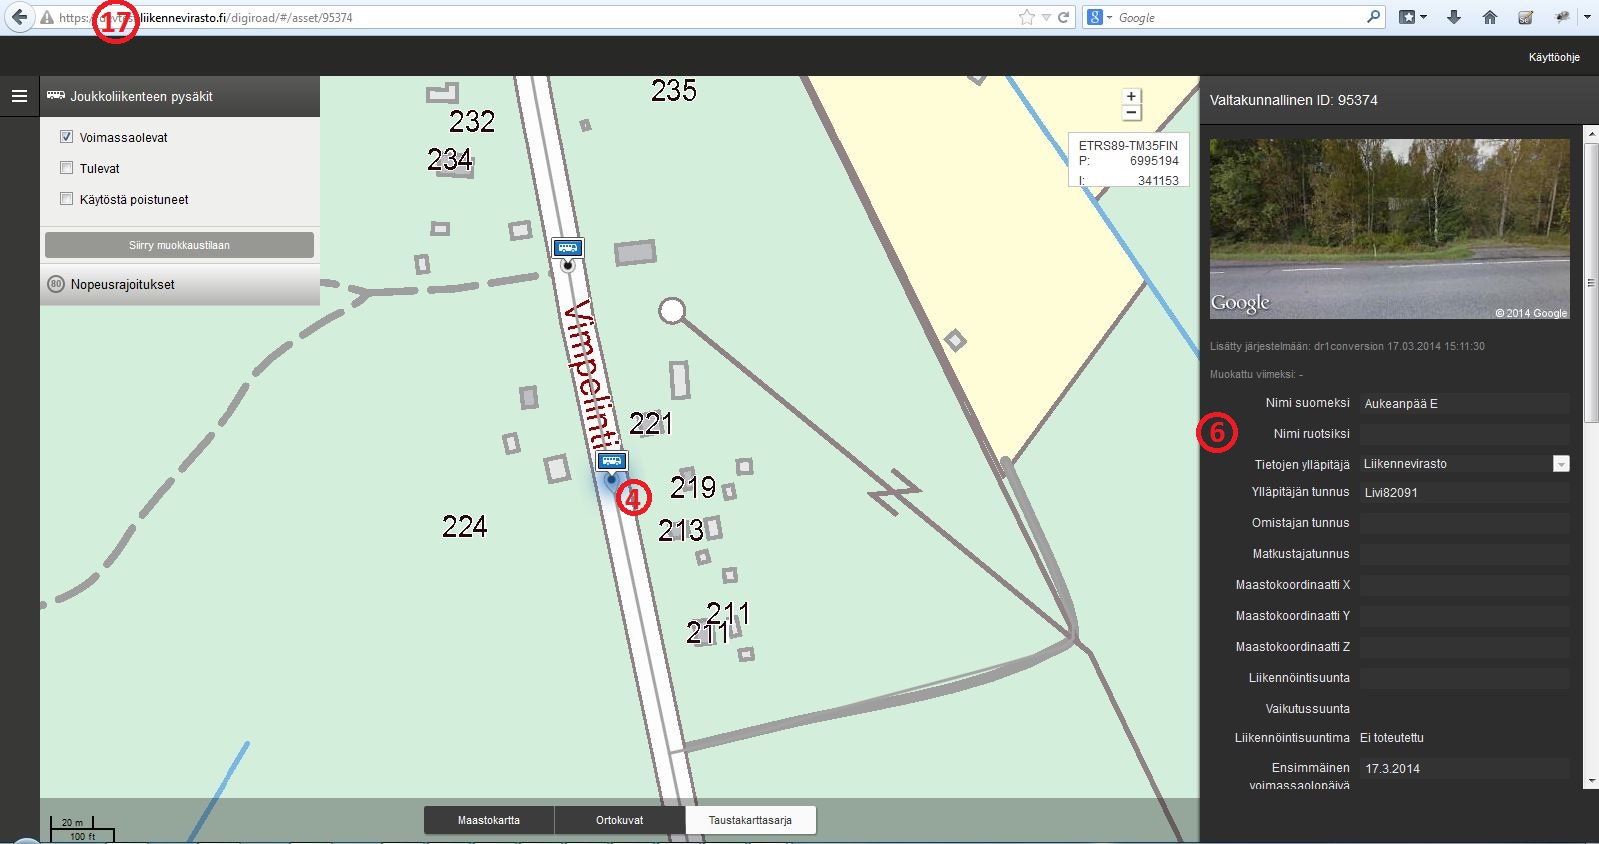 https://devtest.liikennevirasto.fi/digiroad/#/asset/95374
17
Google
Käyttöohje
Joukkoliikenteen pysäkit
Voimassaolevat
Tulevat
Käytöstä poistuneet
Siirry muokkaustilaan
80 Nopeusrajoitukset
235
232
234
Vimpelinti
221
219
213
224
211
211
4
+
−
ETRS89-TM35FIN
P: 6995194
I: 341153
20 m
100 ft
Maastokartta
Ortokuvat
Taustakarttasarja
Valtakunnallinen ID: 95374
Google
© 2014 Google
Lisätty järjestelmään: dr1conversion 17.03.2014 15:11:30
Muokattu viimeksi: -
Nimi suomeksi Aukeanpää E
6
Nimi ruotsiksi
Tietojen ylläpitäjä Liikennevirasto
Ylläpitäjän tunnus Livi82091
Omistajan tunnus
Matkustajatunnus
Maastokoordinaatti X
Maastokoordinaatti Y
Maastokoordinaatti Z
Liikennöintisuunta
Vaikutussuunta
Liikennöintisuuntima Ei toteutettu
Ensimmäinen 17.3.2014
voimassaolopäivä